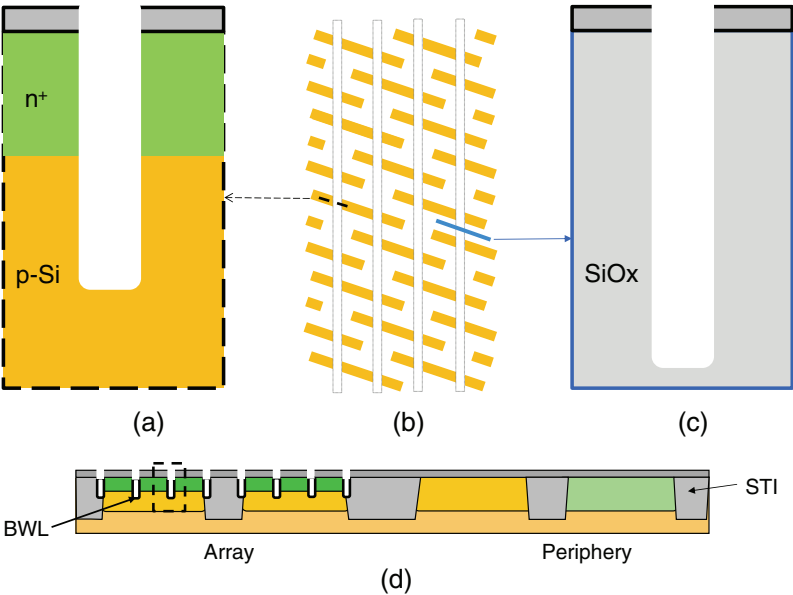 n+
p-Si
SiOx
(a)
(b)
(c)
STI
BWL
Array
Periphery
(d)